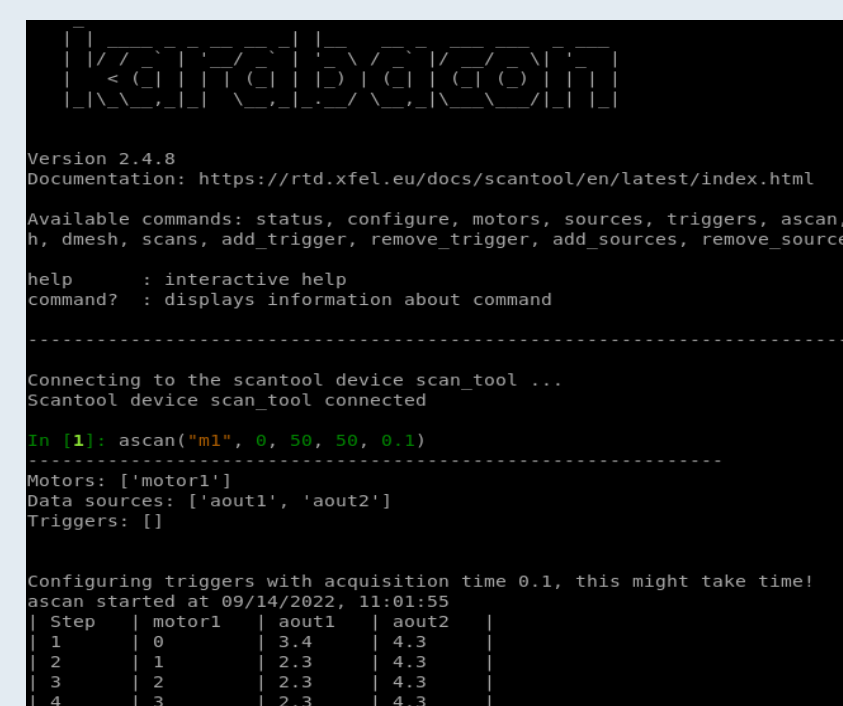 karabacon
Version 2.4.8
Documentation: https://rtd.xfel.eu/docs/scantool/en/latest/index.html
Available commands: status, configure, motors, sources, triggers, ascan,
h, dmesh, scans, add_trigger, remove_trigger, add_sources, remove_source
help : interactive help
command? : displays information about command
--------------------------------------------------------------------
Connecting to the scantool device scan_tool ...
Scantool device scan_tool connected
In [1]: ascan("m1", 0, 50, 50, 0.1)
-------------------------------------------------------------
Motors: ['motor1']
Data sources: ['aout1', 'aout2']
Triggers: []
Configuring triggers with acquisition time 0.1, this might take time!
ascan started at 09/14/2022, 11:01:55
| Step | motor1 | aout1 | aout2 |
| 1 | 0 | 3.4 | 4.3 |
| 2 | 1 | 2.3 | 4.3 |
| 3 | 2 | 2.3 | 4.3 |
| 4 | 3 | 2.3 | 4.3 |